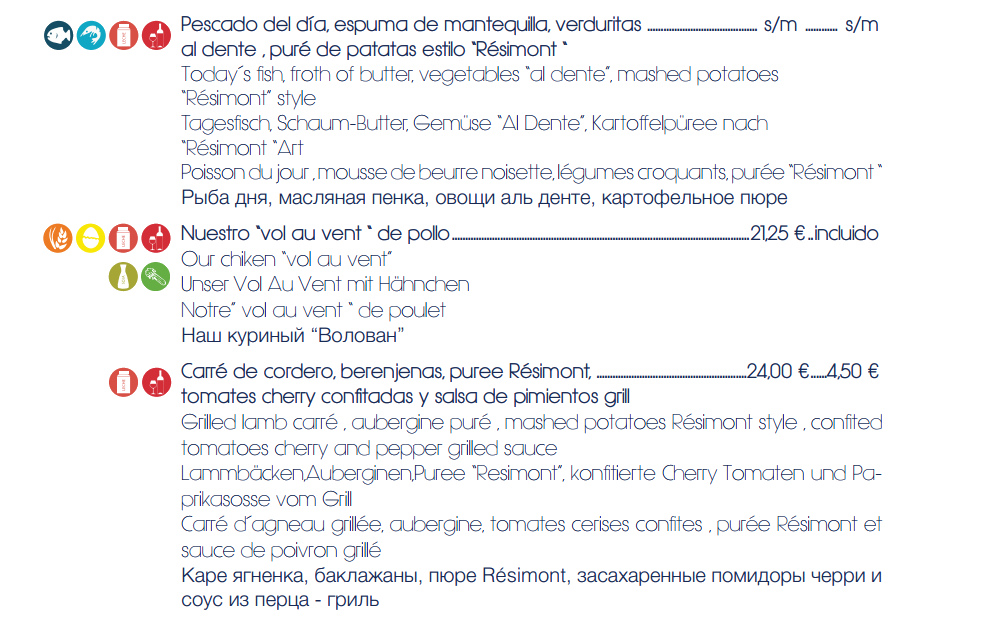 Pescado del día, espuma de mantequilla, verduritas ........................................ s/m ............ s/m
al dente , puré de patatas estilo “Résimont “
Today´s fish, froth of butter, vegetables “al dente”, mashed potatoes
“Résimont” style
Tagesfisch, Schaum-Butter, Gemüse “Al Dente”, Kartoffelpüree nach
“Résimont “Art
Poisson du jour , mousse de beurre noisette, légumes croquants, purée “Résimont “
Рыба дня, масляная пенка, овощи аль денте, картофельное пюре
Nuestro “vol au vent “ de pollo ........................................................................ 21,25 € .. incluido
Our chiken “vol au vent”
Unser Vol Au Vent mit Hähnchen
Notre” vol au vent “ de poulet
Наш куриный “Волован”
Carré de cordero, berenjenas, puree Résimont, .................................................. 24,00 € ...... 4,50 €
tomates cherry confitadas y salsa de pimientos grill
Grilled lamb carré , aubergine puré , mashed potatoes Résimont style , confited
tomatoes cherry and pepper grilled sauce
Lammbäcken,Auberginen,Puree “Resimont”, konfitierte Cherry Tomaten und Pa-
prikasosse vom Grill
Carré d´agneau grillée, aubergine, tomates cerises confites , purée Résimont et
sauce de poivron grillé
Каре ягненка, баклажаны, пюре Résimont, засахаренные помидоры черри и
соус из перца - гриль